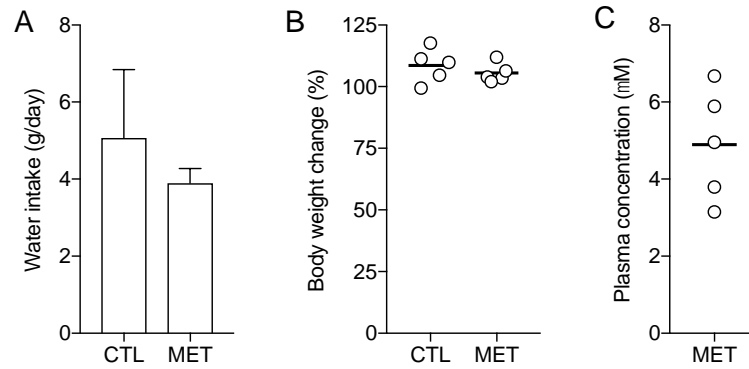 A
Water intake (g/day)
8
6
4
2
0
CTL MET
B
Body weight change (%)
125
100
75
50
25
0
CTL MET
C
Plasma concentration (mM)
8
6
4
2
0
MET